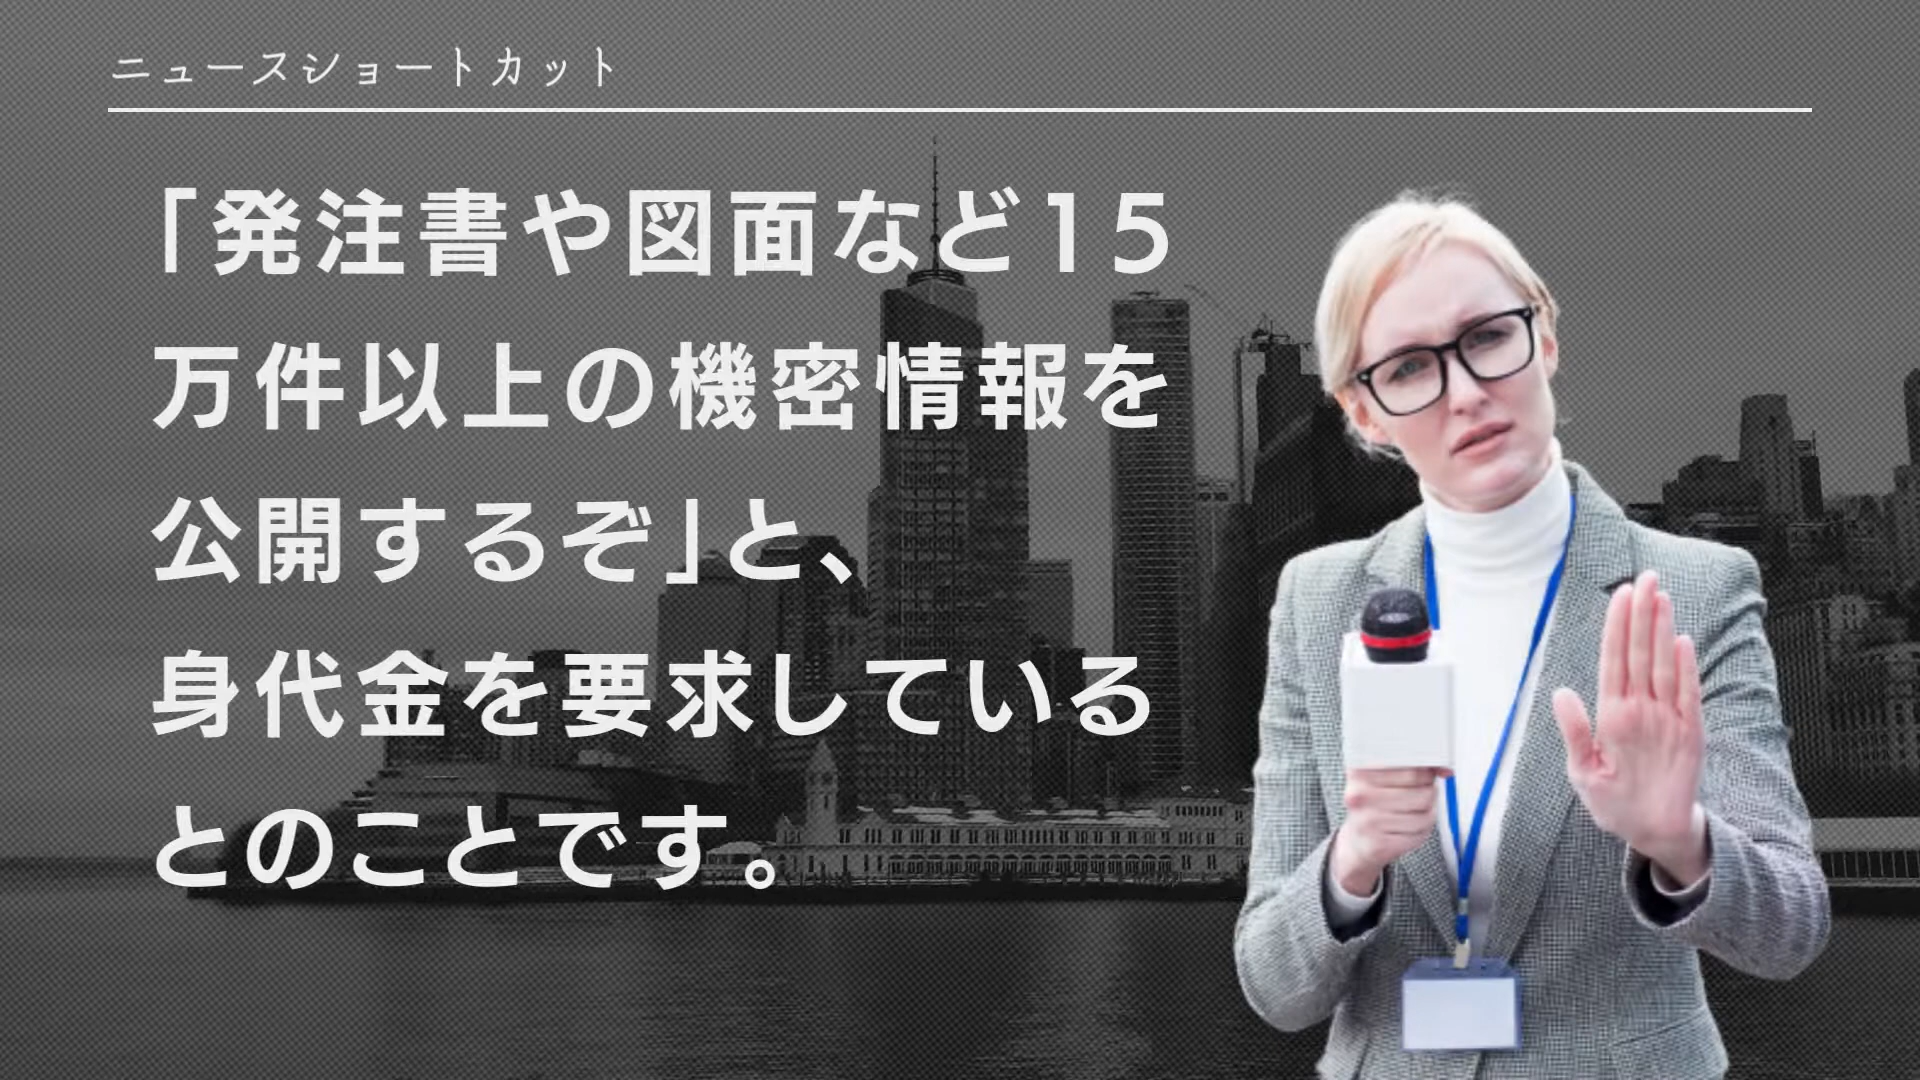 ニュースショートカット
「発注書や図面など15
万件以上の機密情報を
公開するぞ」と、
身代金を要求している
とのことです。